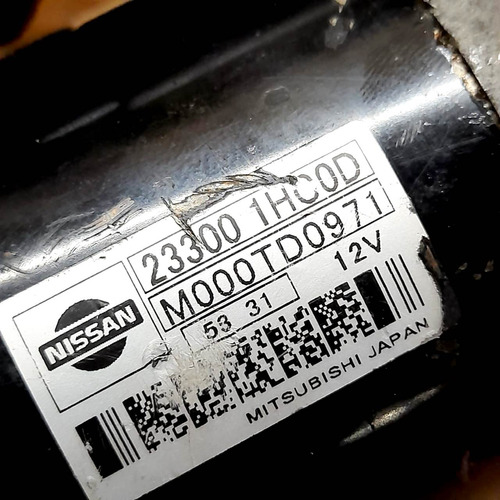 23300 1HC0D
M000TD0971
53 31
12V
NISSAN
MITSUBISHI JAPAN